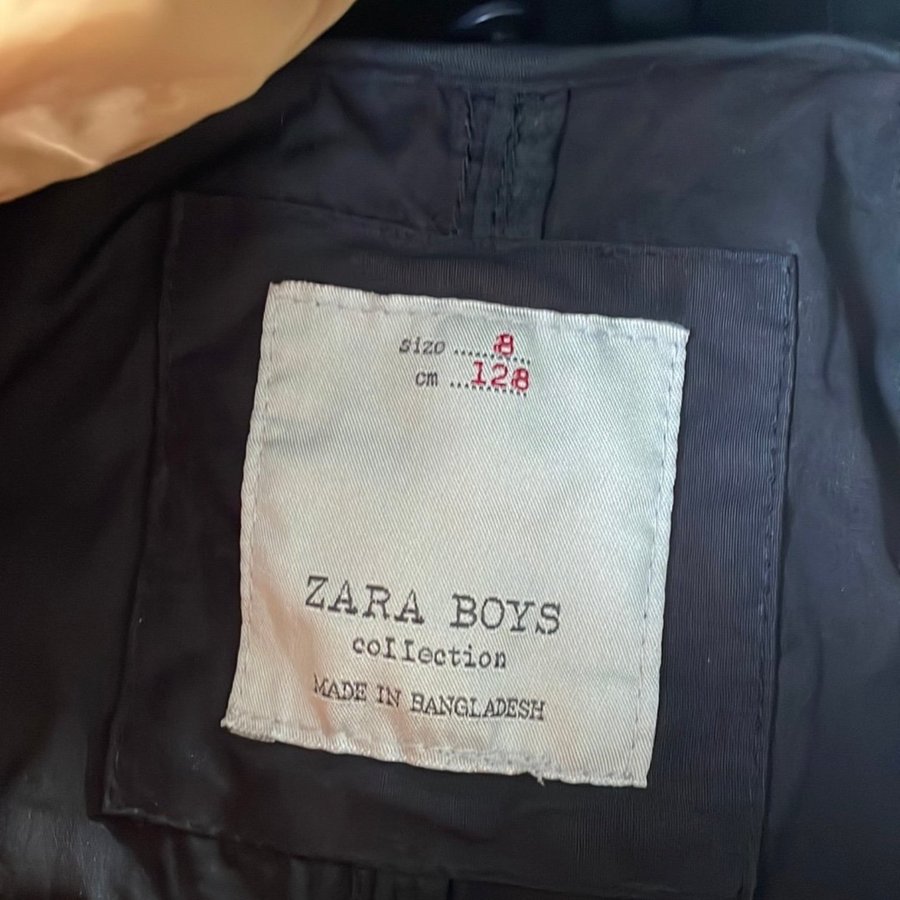 size ........8..
cm ...128
ZARA BOYS
collection
MADE IN BANGLADESH